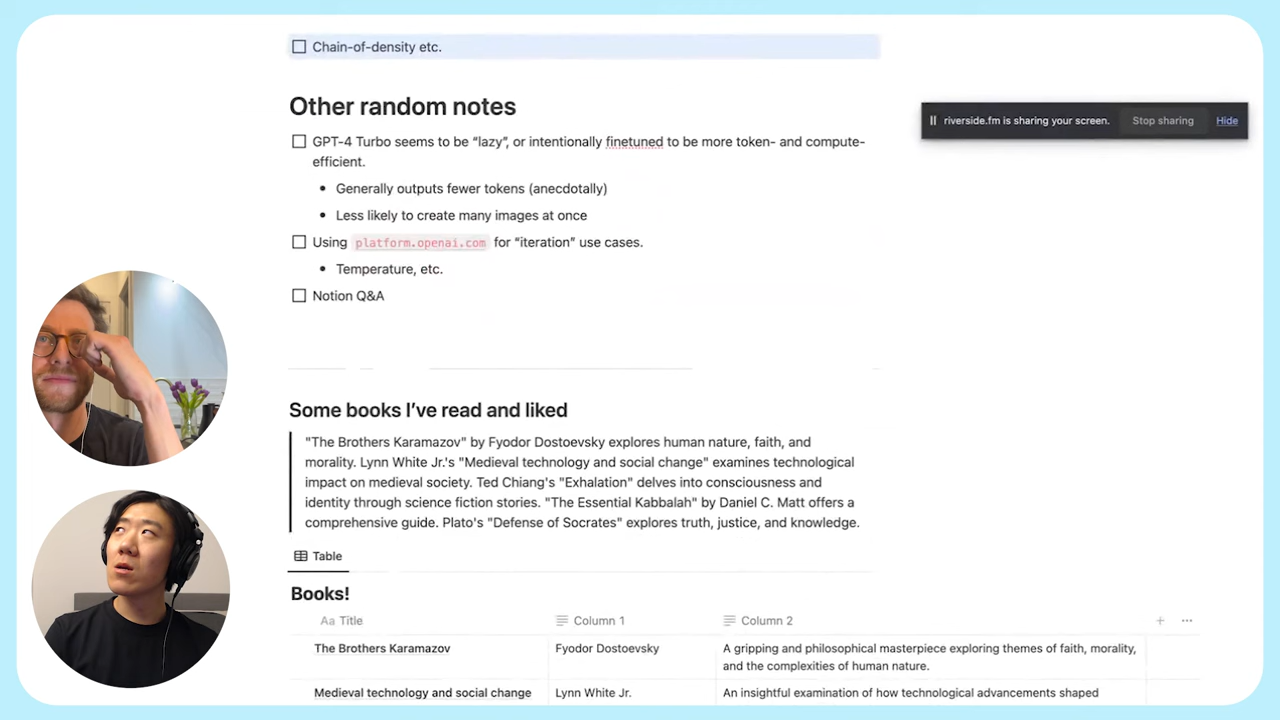 Chain-of-density etc.
Other random notes
riverside.fm is sharing your screen. Stop sharing Hide
GPT-4 Turbo seems to be “lazy”, or intentionally finetuned to be more token- and compute-
efficient.
Generally outputs fewer tokens (anecdotally)
Less likely to create many images at once
Using platform.openai.com for “iteration” use cases.
Temperature, etc.
Notion Q&A
Some books I’ve read and liked
"The Brothers Karamazov" by Fyodor Dostoevsky explores human nature, faith, and
morality. Lynn White Jr.'s "Medieval technology and social change" examines technological
impact on medieval society. Ted Chiang's "Exhalation" delves into consciousness and
identity through science fiction stories. "The Essential Kabbalah" by Daniel C. Matt offers a
comprehensive guide. Plato's "Defense of Socrates" explores truth, justice, and knowledge.
Table
Books!
Aa Title Column 1 Column 2
The Brothers Karamazov Fyodor Dostoevsky A gripping and philosophical masterpiece exploring themes of faith, morality,
and the complexities of human nature.
Medieval technology and social change Lynn White Jr. An insightful examination of how technological advancements shaped